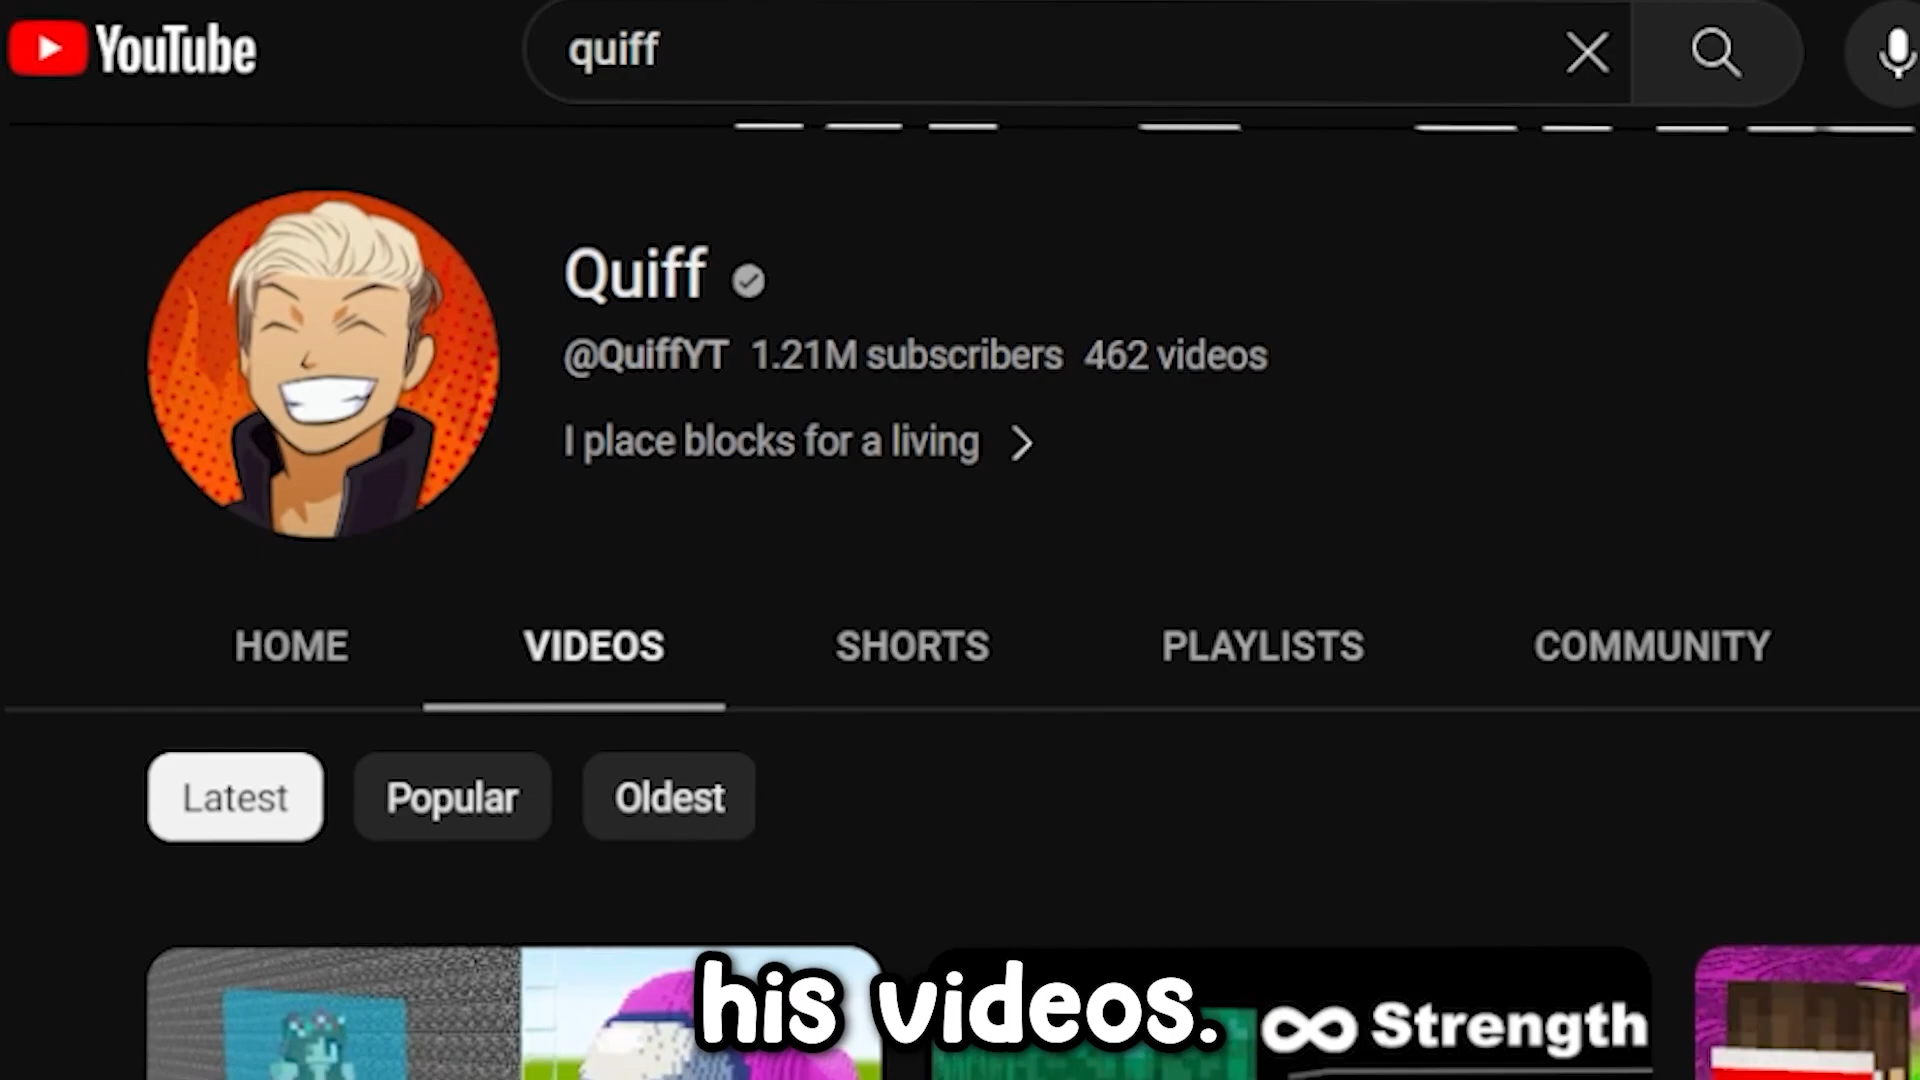 YouTube
quiff
Quiff
@QuiffYT 1.21M subscribers 462 videos
I place blocks for a living
HOME VIDEOS SHORTS PLAYLISTS COMMUNITY
Latest Popular Oldest
his videos.
∞ Strength